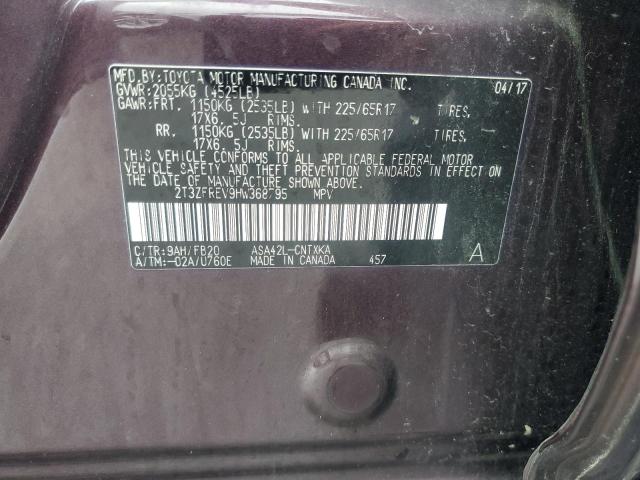 MFD. BY: TOYOTA MOTOR MANUFACTURING CANADA INC. 04/17
GVWR: 2055KG (4525LB)
GAWR: FRT. 1150KG (2535LB) WITH 225/65R17 TIRES,
17X6.5J RIMS.
RR. 1150KG (2535LB) WITH 225/65R17 TIRES,
17X6.5J RIMS.
THIS VEHICLE CONFORMS TO ALL APPLICABLE FEDERAL MOTOR
VEHICLE SAFETY AND THEFT PREVENTION STANDARDS IN EFFECT
ON THE DATE OF MANUFACTURE SHOWN ABOVE.
2T3ZFREV9HW368795 MPV
C/TR: 9AH/FB20 ASA42L-CNTXKA A
A/TM: -02A/U760E MADE IN CANADA 457